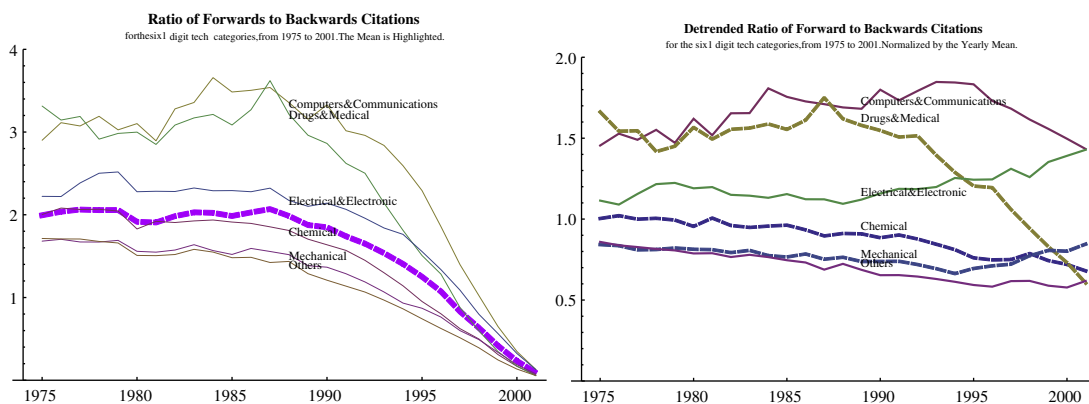 Ratio of Forwards to Backwards Citations
forthesix1 digit tech categories,from 1975 to 2001.The Mean is Highlighted.
4
3
2
1
Computers&Communications
Drugs&Medical
Electrical&Electronic
Chemical
Mechanical
Others
1975 1980 1985 1990 1995 2000
Detrended Ratio of Forward to Backwards Citations
for the six1 digit tech categories,from 1975 to 2001.Normalized by the Yearly Mean.
2.0
1.5
1.0
0.5
Computers&Communications
Drugs&Medical
Electrical&Electronic
Chemical
Mechanical
Others
1975 1980 1985 1990 1995 2000